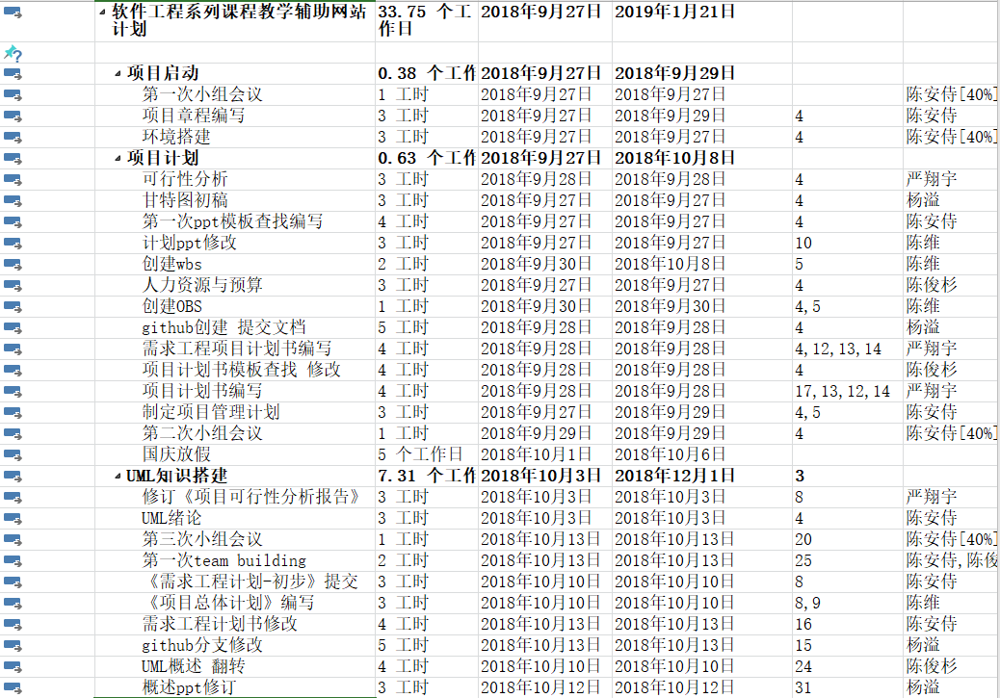 软件工程系列课程教学辅助网站 33.75 个工 2018年9月27日 2019年1月21日
计划 作日
项目启动 0.38 个工作 2018年9月27日 2018年9月29日
第一次小组会议 1 工时 2018年9月27日 2018年9月27日 陈安侍[40%]
项目章程编写 3 工时 2018年9月27日 2018年9月29日 4 陈安侍
环境搭建 3 工时 2018年9月27日 2018年9月27日 4 陈安侍[40%]
项目计划 0.63 个工作 2018年9月27日 2018年10月8日
可行性分析 3 工时 2018年9月28日 2018年9月28日 4 严翔宇
甘特图初稿 3 工时 2018年9月27日 2018年9月27日 4 杨溢
第一次ppt模板查找编写 4 工时 2018年9月27日 2018年9月27日 4 陈安侍
计划ppt修改 3 工时 2018年9月27日 2018年9月27日 10 陈维
创建wbs 2 工时 2018年9月30日 2018年10月8日 5 陈维
人力资源与预算 3 工时 2018年9月27日 2018年9月27日 4 陈俊杉
创建OBS 1 工时 2018年9月30日 2018年9月30日 4,5 陈维
github创建 提交文档 5 工时 2018年9月28日 2018年9月28日 4 杨溢
需求工程项目计划书编写 4 工时 2018年9月28日 2018年9月28日 4,12,13,14 严翔宇
项目计划书模板查找 修改 4 工时 2018年9月28日 2018年9月28日 4 陈俊杉
项目计划书编写 4 工时 2018年9月28日 2018年9月28日 17,13,12,14 严翔宇
制定项目管理计划 3 工时 2018年9月27日 2018年9月29日 4,5 陈安侍
第二次小组会议 1 工时 2018年9月29日 2018年9月29日 4 陈安侍[40%]
国庆放假 5 个工作日 2018年10月1日 2018年10月6日
UML知识搭建 7.31 个工作 2018年10月3日 2018年12月1日 3
修订《项目可行性分析报告》 3 工时 2018年10月3日 2018年10月3日 8 严翔宇
UML绪论 3 工时 2018年10月3日 2018年10月3日 4 陈安侍
第三次小组会议 1 工时 2018年10月13日 2018年10月13日 20 陈安侍[40%]
第一次team building 2 工时 2018年10月13日 2018年10月13日 25 陈安侍,陈俊
《需求工程计划-初步》提交 3 工时 2018年10月10日 2018年10月10日 8 陈安侍
《项目总体计划》编写 3 工时 2018年10月10日 2018年10月10日 8,9 陈维
需求工程计划书修改 4 工时 2018年10月13日 2018年10月13日 16 陈安侍
github分支修改 5 工时 2018年10月13日 2018年10月13日 15 杨溢
UML概述 翻转 4 工时 2018年10月10日 2018年10月10日 24 陈俊杉
概述ppt修订 3 工时 2018年10月12日 2018年10月12日 31 杨溢